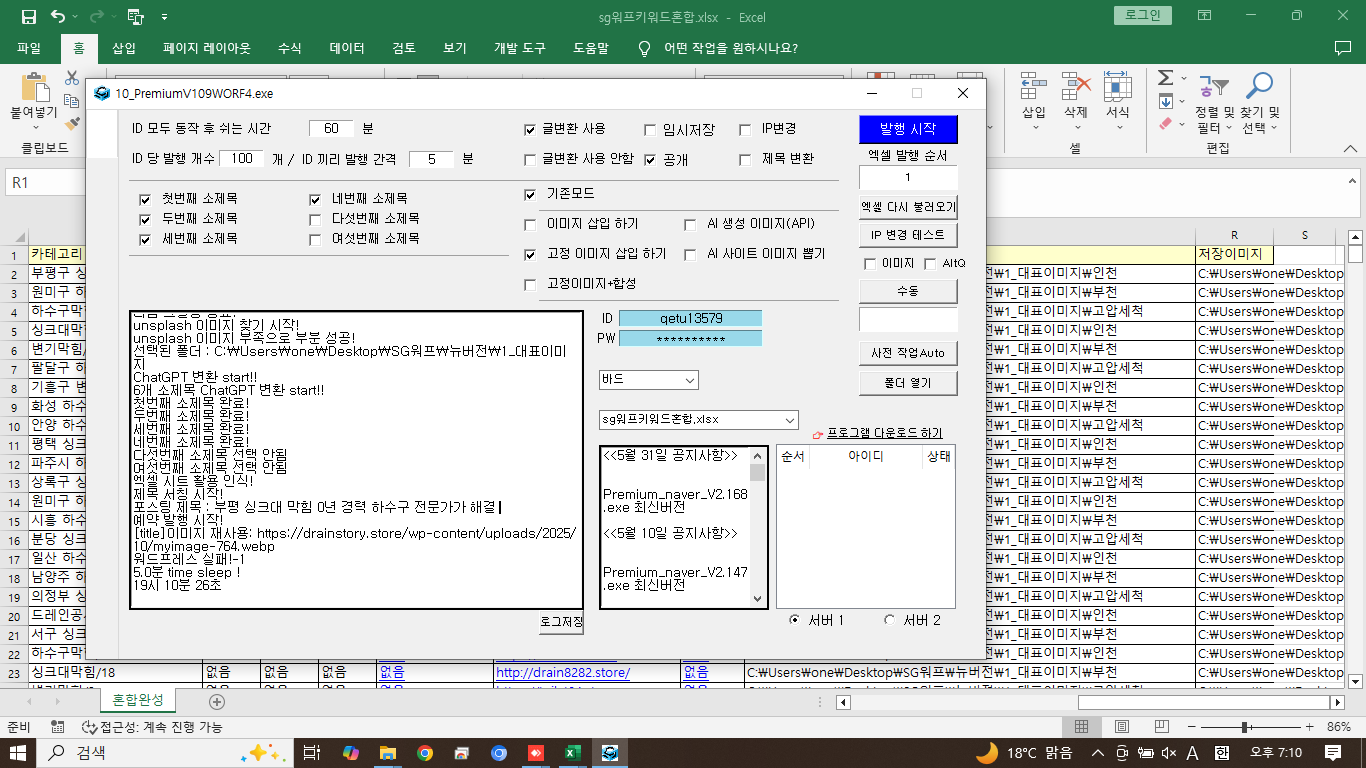 sg워프키워드혼합.xlsx - Excel
로그인
파일 홈 삽입 페이지 레이아웃 수식 데이터 검토 보기 개발 도구 도움말 어떤 작업을 원하시나요?
붙여넣기
클립보드
삽입 삭제 서식
셀
정렬 및 필터 찾기 및 선택
편집
R1
10_PremiumV109WORF4.exe
ID 모두 동작 후 쉬는 시간 60 분
ID 당 발행 개수 100 개 / ID 끼리 발행 간격 5 분
글변환 사용 임시저장 IP변경
글변환 사용 안함 공개 제목 변환
첫번째 소제목 네번째 소제목
두번째 소제목 다섯번째 소제목
세번째 소제목 여섯번째 소제목
기존모드
이미지 삽입 하기 AI 생성 이미지(API)
고정 이미지 삽입 하기 AI 사이트 이미지 뽑기
고정이미지+합성
발행 시작
엑셀 발행 순서
1
엑셀 다시 불러오기
IP 변경 테스트
이미지 AltQ
수동
사전 작업Auto
폴더 열기
unsplash 이미지 찾기 시작!
unsplash 이미지 부족으로 부분 성공!
선택된 폴더 : C:\Users\one\Desktop\SG워프\뉴버전\1_대표이미
지
ChatGPT 변환 start!!
6개 소제목 ChatGPT 변환 start!!
첫번째 소제목 완료!
두번째 소제목 완료!
세번째 소제목 완료!
네번째 소제목 완료!
다섯번째 소제목 선택 안됨
여섯번째 소제목 선택 안됨
엑셀 시트 활용 인식!
제목 서칭 시작!
포스팅 제목 : 부평 싱크대 막힘 0년 경력 하수구 전문가가 해결
예약 발행 시작!
[title]이미지 재사용: https://drainstory.store/wp-content/uploads/2025/
10/myimage-764.webp
워드프레스 실패!-1
5.0분 time sleep !
19시 10분 26초
로그저장
ID qetu13579
PW **********
바드
sg워프키워드혼합.xlsx
프로그램 다운로드 하기
<<5월 31일 공지사항>>
Premium_naver_V2.168
.exe 최신버전
<<5월 10일 공지사항>>
Premium_naver_V2.147
.exe 최신버전
순서 아이디 상태
서버 1 서버 2
R S
1 카테고리 저장이미지
2 부평구 싱 전\1_대표이미지\인천 C:\Users\one\Desktop
3 원미구 하 전\1_대표이미지\부천 C:\Users\one\Desktop
4 하수구막힘 전\1_대표이미지\고압세척 C:\Users\one\Desktop
5 싱크대막힘 전\1_대표이미지\인천 C:\Users\one\Desktop
6 변기막힘/ 전\1_대표이미지\부천 C:\Users\one\Desktop
7 팔달구 하 전\1_대표이미지\고압세척 C:\Users\one\Desktop
8 기흥구 변 전\1_대표이미지\인천 C:\Users\one\Desktop
9 화성 하수 전\1_대표이미지\부천 C:\Users\one\Desktop
10 안양 하수 전\1_대표이미지\고압세척 C:\Users\one\Desktop
11 평택 싱크 전\1_대표이미지\인천 C:\Users\one\Desktop
12 파주시 하 전\1_대표이미지\부천 C:\Users\one\Desktop
13 상록구 싱 전\1_대표이미지\고압세척 C:\Users\one\Desktop
14 원미구 하 전\1_대표이미지\인천 C:\Users\one\Desktop
15 시흥 하수 전\1_대표이미지\부천 C:\Users\one\Desktop
16 분당 싱크 전\1_대표이미지\고압세척 C:\Users\one\Desktop
17 일산 하수 전\1_대표이미지\인천 C:\Users\one\Desktop
18 남양주 하 전\1_대표이미지\부천 C:\Users\one\Desktop
19 의정부 싱 전\1_대표이미지\고압세척 C:\Users\one\Desktop
20 드레인공 전\1_대표이미지\인천 C:\Users\one\Desktop
21 서구 싱크 전\1_대표이미지\부천 C:\Users\one\Desktop
22 하수구막힘 전\1_대표이미지\인천 C:\Users\one\Desktop
23 싱크대막힘/18 없음 없음 없음 없음 http://drain8282.store/ 없음 C:\Users\one\Desktop\SG워프\뉴버전\1_대표이미지\부천 C:\Users\one\Desktop
혼합완성
준비 접근성: 계속 진행 가능 86%
검색
18°C 맑음 A 한 오후 7:10